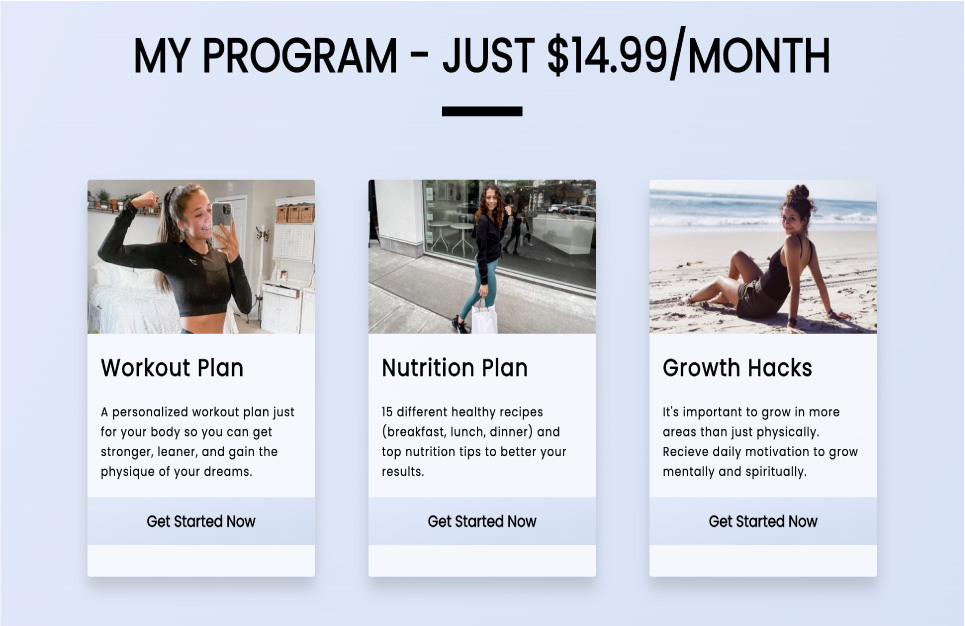 MY PROGRAM - JUST $14.99/MONTH
Workout Plan
A personalized workout plan just
for your body so you can get
stronger, leaner, and gain the
physique of your dreams.
Get Started Now
Nutrition Plan
15 different healthy recipes
(breakfast, lunch, dinner) and
top nutrition tips to better your
results.
Get Started Now
Growth Hacks
It's important to grow in more
areas than just physically.
Recieve daily motivation to grow
mentally and spiritually.
Get Started Now